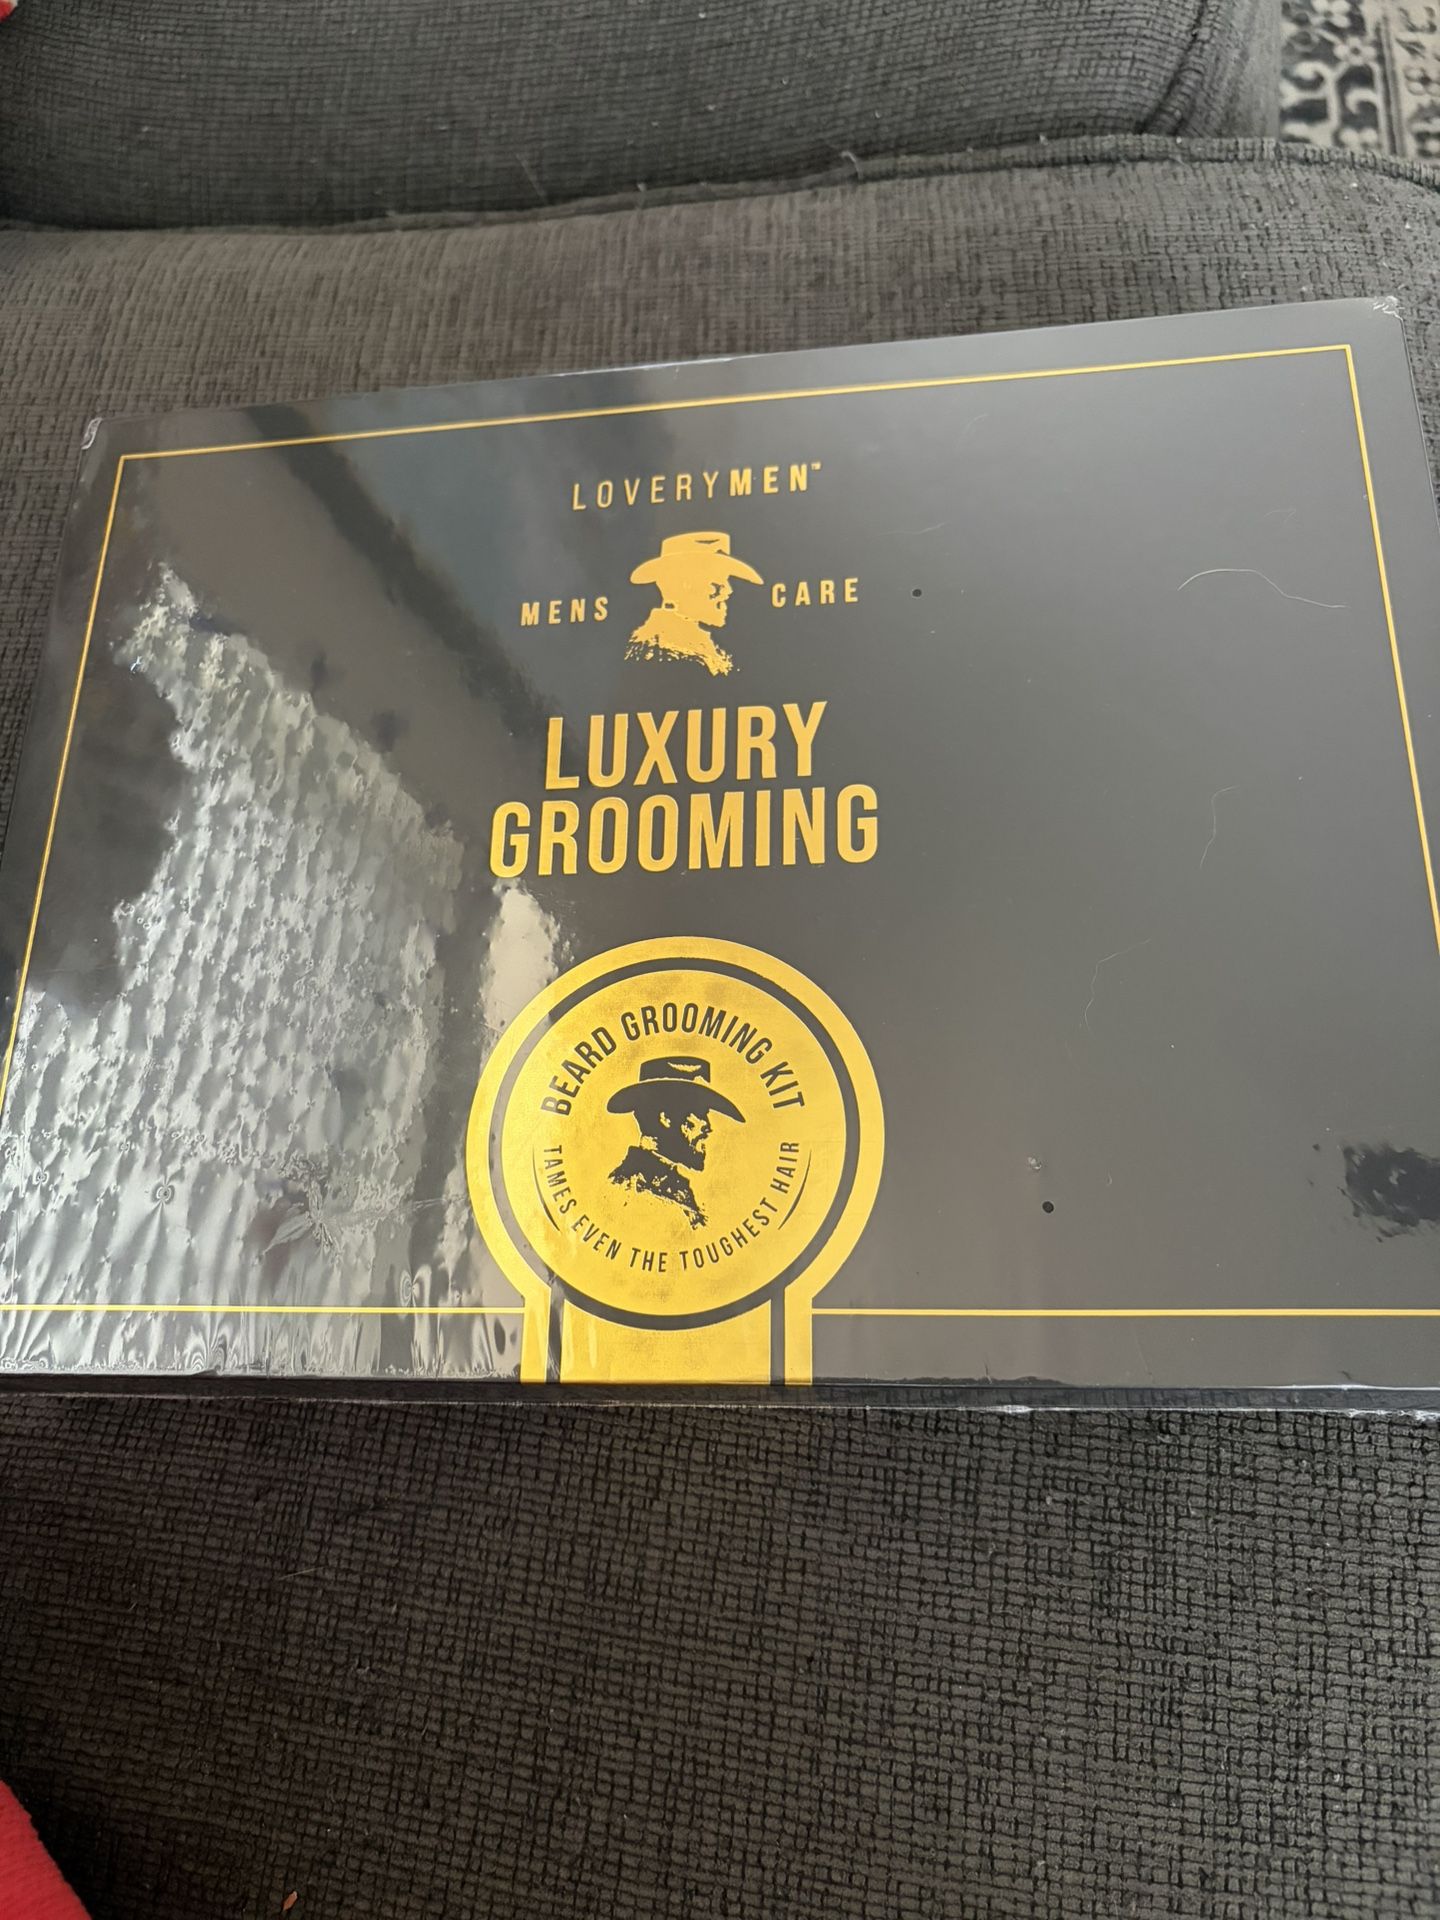 LOVERYMEN™
MENS CARE
LUXURY
GROOMING
BEARD GROOMING KIT
TAMES EVEN THE TOUGHEST HAIR